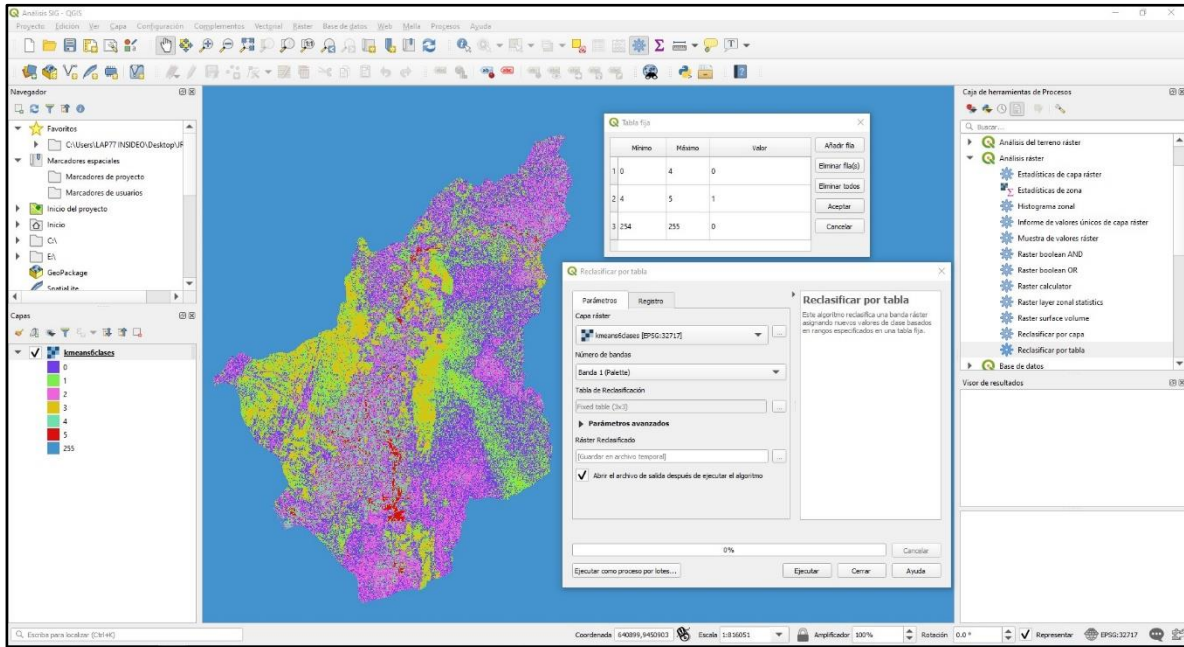 Análisis SIG - QGIS
Proyecto Edición Ver Capa Configuración Complementos Vectorial Ráster Base de datos Web Malla Procesos Ayuda
Navegador
Favoritos
C:\Users\LAP77 INSIDEO\Desktop\JF
Marcadores espaciales
Marcadores de proyecto
Marcadores de usuarios
Inicio del proyecto
Inicio
C:\
E:\
GeoPackage
SpatiaLite
Capas
kmeans6clases
0
1
2
3
4
5
255
Tabla fija
Mínimo Máximo Valor
1 0 4 0
2 4 5 1
3 254 255 0
Añadir fila
Eliminar fila(s)
Eliminar todos
Aceptar
Cancelar
Reclasificar por tabla
Parámetros Registro
Capa ráster
kmeans6clases [EPSG:32717]
Número de bandas
Banda 1 (Palette)
Tabla de Reclasificación
Fixed table (3x3)
Parámetros avanzados
Ráster Reclasificado
[Guardar en archivo temporal]
Abrir el archivo de salida después de ejecutar el algoritmo
Reclasificar por tabla
Este algoritmo reclasifica una banda ráster
asignando nuevos valores de clase basados
en rangos especificados en una tabla fija.
0%
Cancelar
Ejecutar como proceso por lotes...
Ejecutar Cerrar Ayuda
Caja de herramientas de Procesos
Buscar...
Análisis del terreno ráster
Análisis ráster
Estadísticas de capa ráster
Estadísticas de zona
Histograma zonal
Informe de valores únicos de capa ráster
Muestra de valores ráster
Raster boolean AND
Raster boolean OR
Raster calculator
Raster layer zonal statistics
Raster surface volume
Reclasificar por capa
Reclasificar por tabla
Base de datos
Visor de resultados
Escriba para localizar (Ctrl+K)
Coordenada 640899,9450903 Escala 1:816051 Amplificador 100% Rotación 0.0 ° Representar EPSG:32717